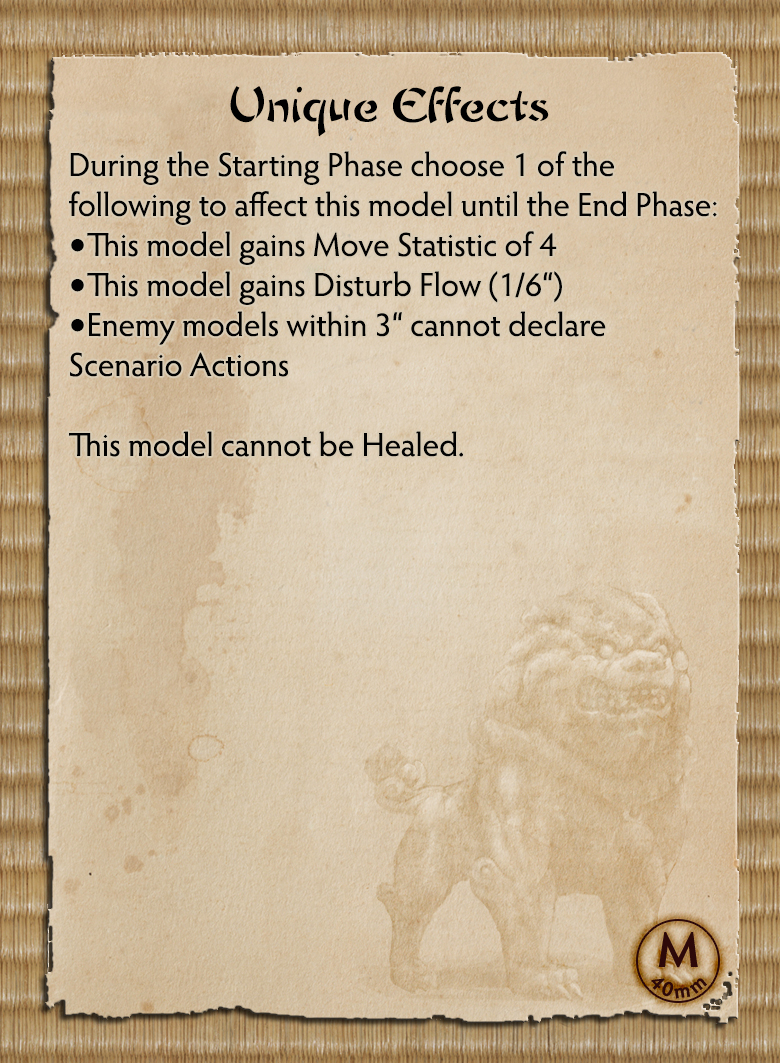 Unique Effects
During the Starting Phase choose 1 of the
following to affect this model until the End Phase:
•This model gains Move Statistic of 4
•This model gains Disturb Flow (1/6“)
•Enemy models within 3“ cannot declare
Scenario Actions
This model cannot be Healed.
M
40mm